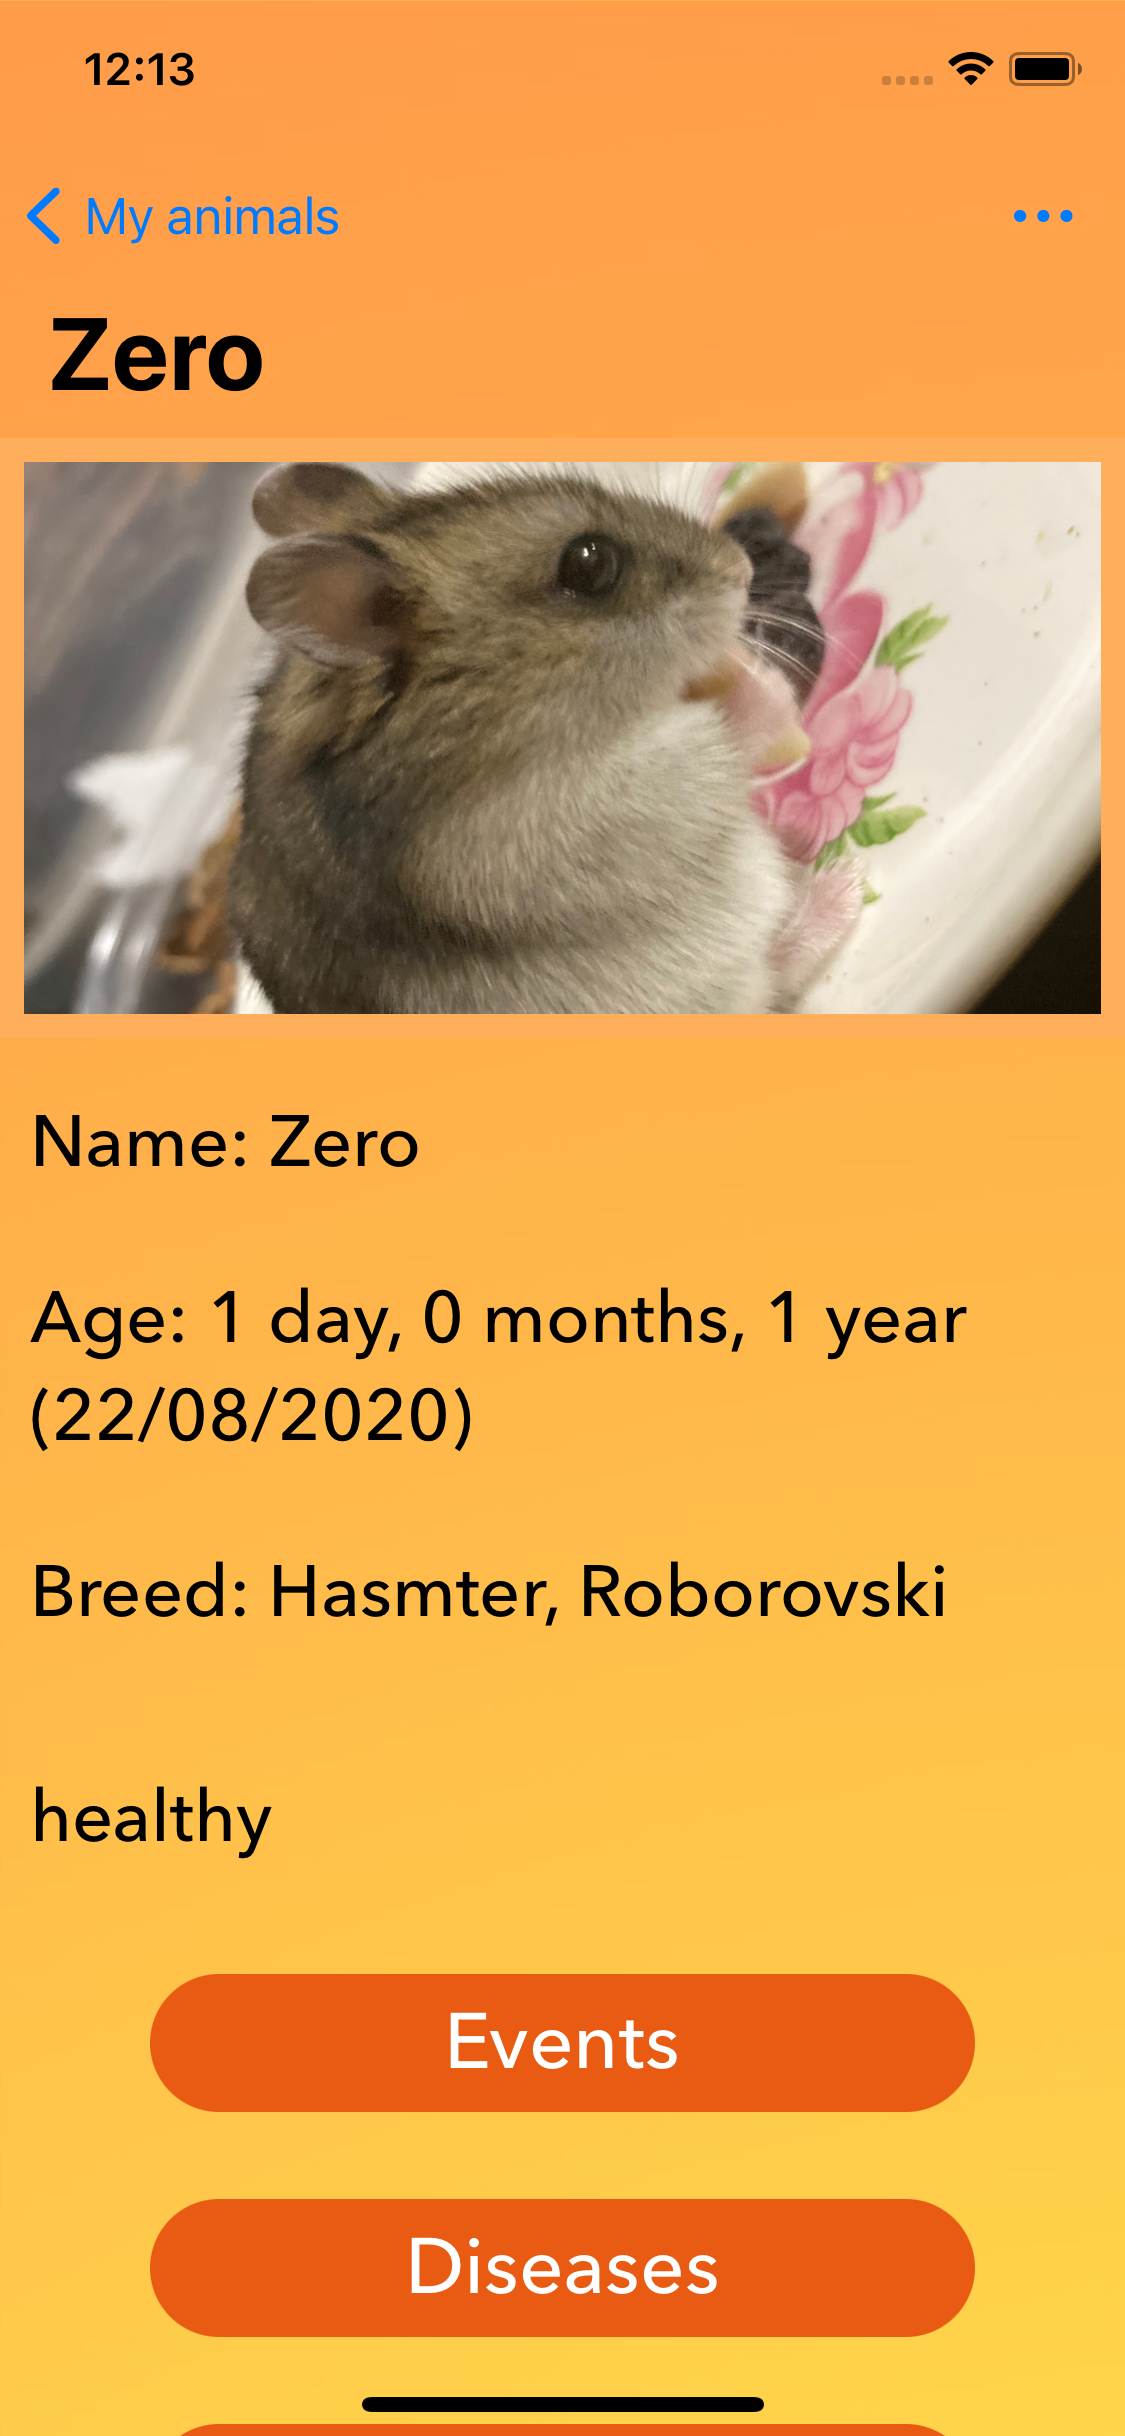 12:13
My animals
Zero
Name: Zero
Age: 1 day, 0 months, 1 year
(22/08/2020)
Breed: Hasmter, Roborovski
healthy
Events
Diseases